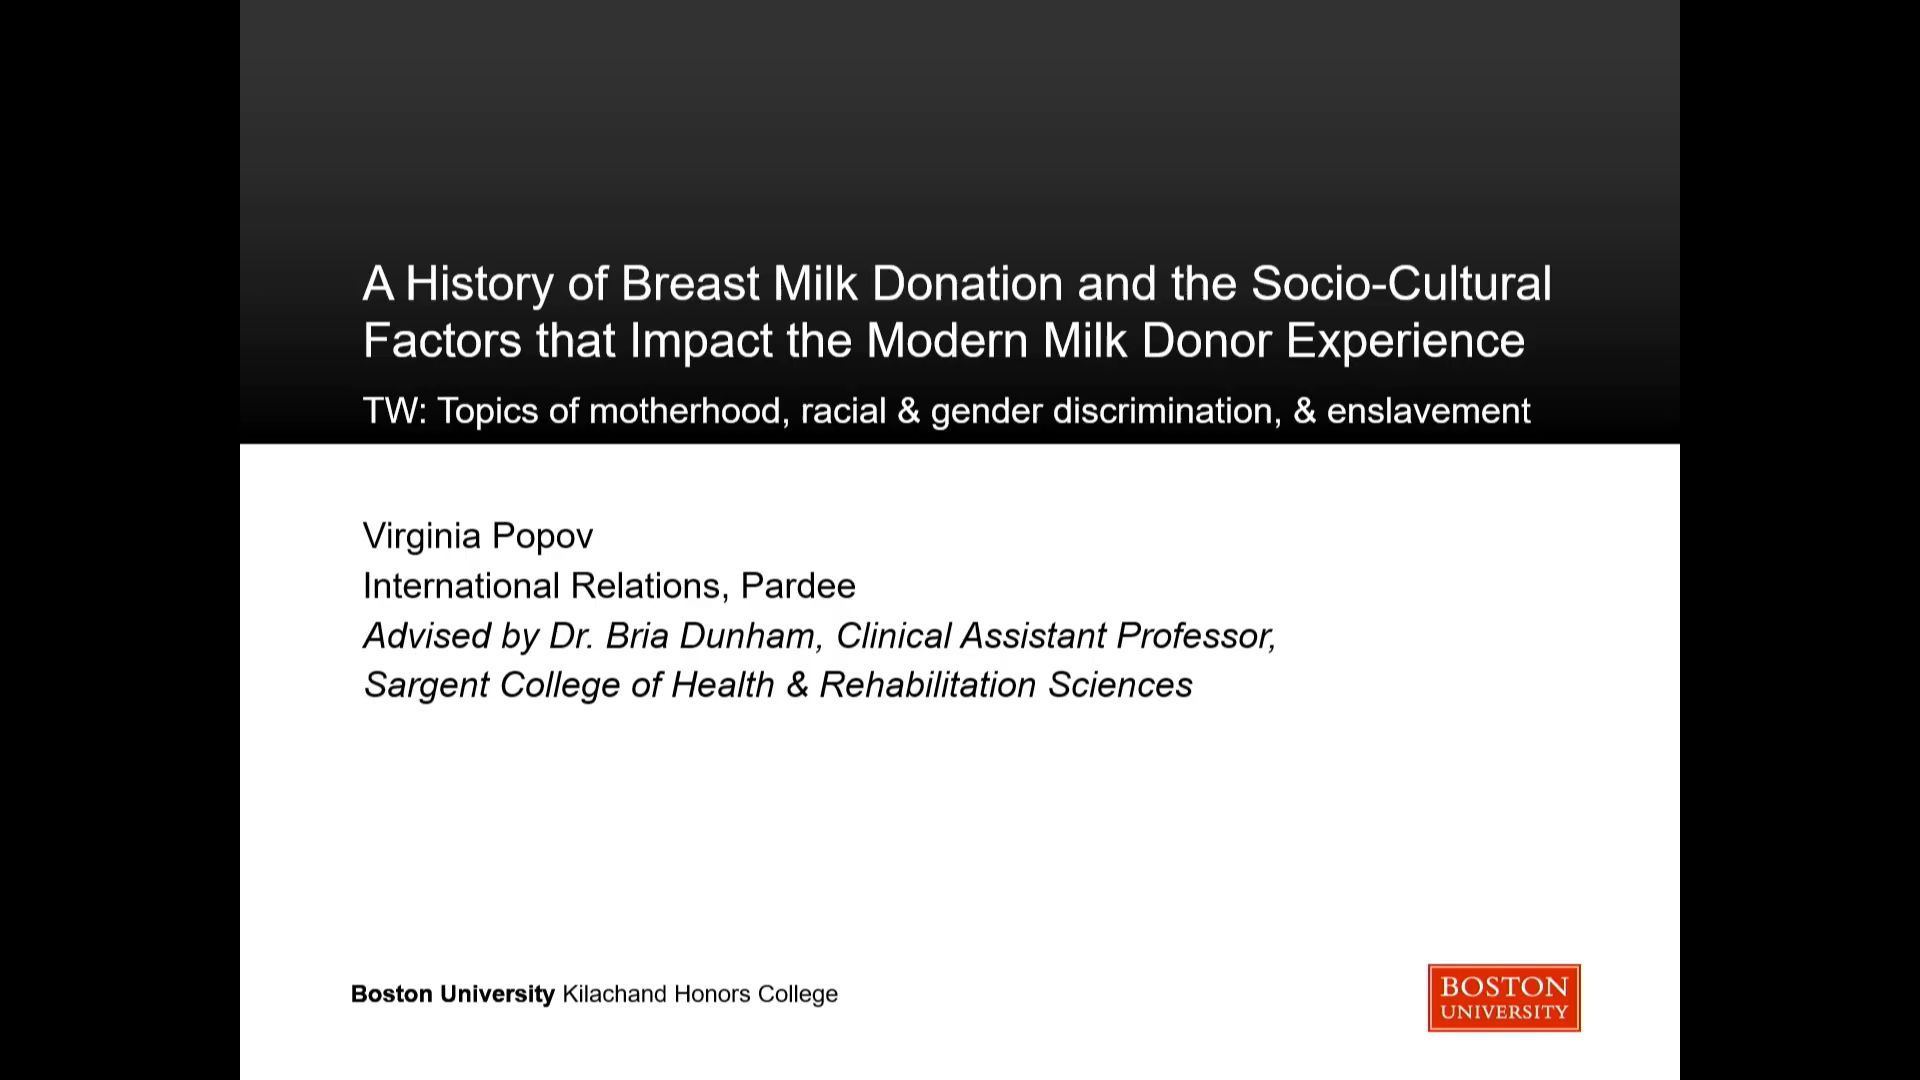 A History of Breast Milk Donation and the Socio-Cultural
Factors that Impact the Modern Milk Donor Experience
TW: Topics of motherhood, racial & gender discrimination, & enslavement
Virginia Popov
International Relations, Pardee
Advised by Dr. Bria Dunham, Clinical Assistant Professor,
Sargent College of Health & Rehabilitation Sciences
Boston University Kilachand Honors College
BOSTON
UNIVERSITY